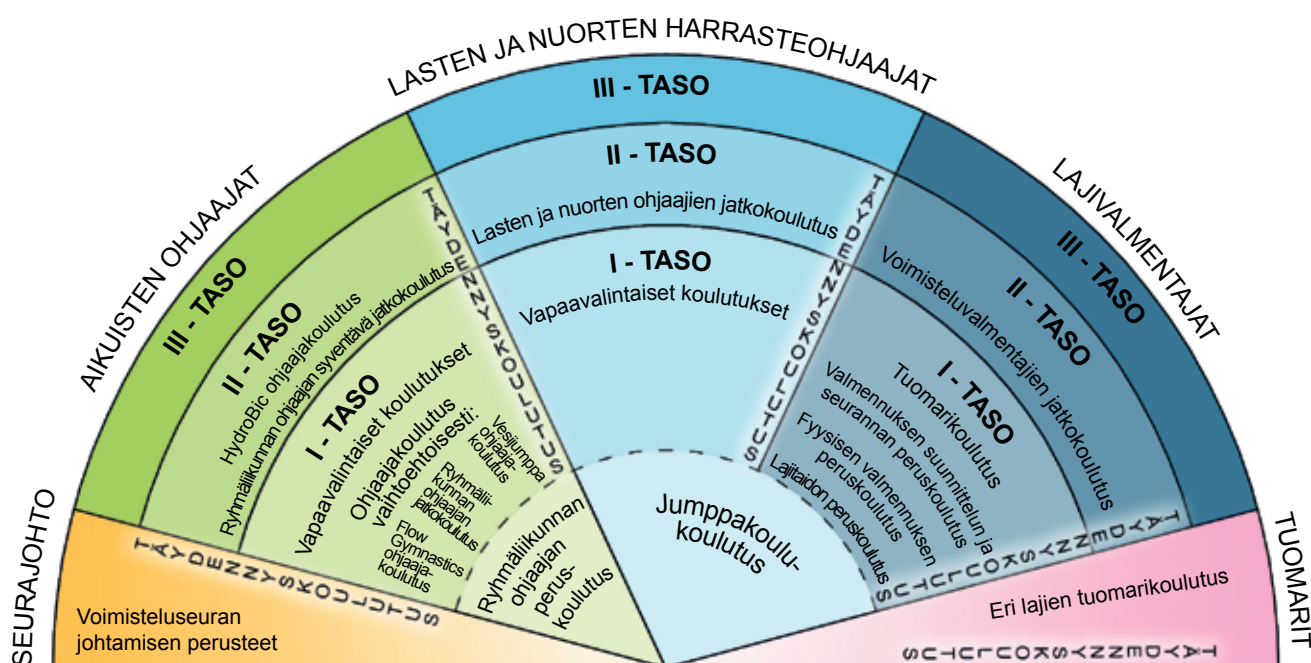 SEURAJOHTO
Voimisteluseuran
johtamisen perusteet
TÄYDENNYSKOULUTUS
AIKUISTEN OHJAAJAT
III - TASO
II - TASO
HydroBic ohjaajakoulutus
Ryhmäliikunnan ohjaajan syventävä jatkokoulutus
I - TASO
Vapaavalintaiset koulutukset
Ohjaajakoulutus
vaihtoehtoisesti:
Vesijumppa
ohjaaja-
koulutus
Ryhmälii-
kunnan
ohjaajan
jatkokoulutus
Flow
Gymnastics
ohjaaja-
koulutus
Ryhmäliikunnan
ohjaajan
perus-
koulutus
TÄYDENNYSKOULUTUS
LASTEN JA NUORTEN HARRASTEOHJAAJAT
III - TASO
II - TASO
Lasten ja nuorten ohjaajien jatkokoulutus
I - TASO
Vapaavalintaiset koulutukset
Jumppakoulu-
koulutus
TÄYDENNYSKOULUTUS
LAJIVALMENTAJAT
III - TASO
II - TASO
Voimisteluvalmentajien jatkokoulutus
I - TASO
Tuomarikoulutus
Valmennuksen suunnittelun ja
seurannan peruskoulutus
Fyysisen valmennuksen
peruskoulutus
Lajitaidon peruskoulutus
TÄYDENNYSKOULUTUS
TUOMARIT
Eri lajien tuomarikoulutus
TÄYDENNYSKOULUTUS